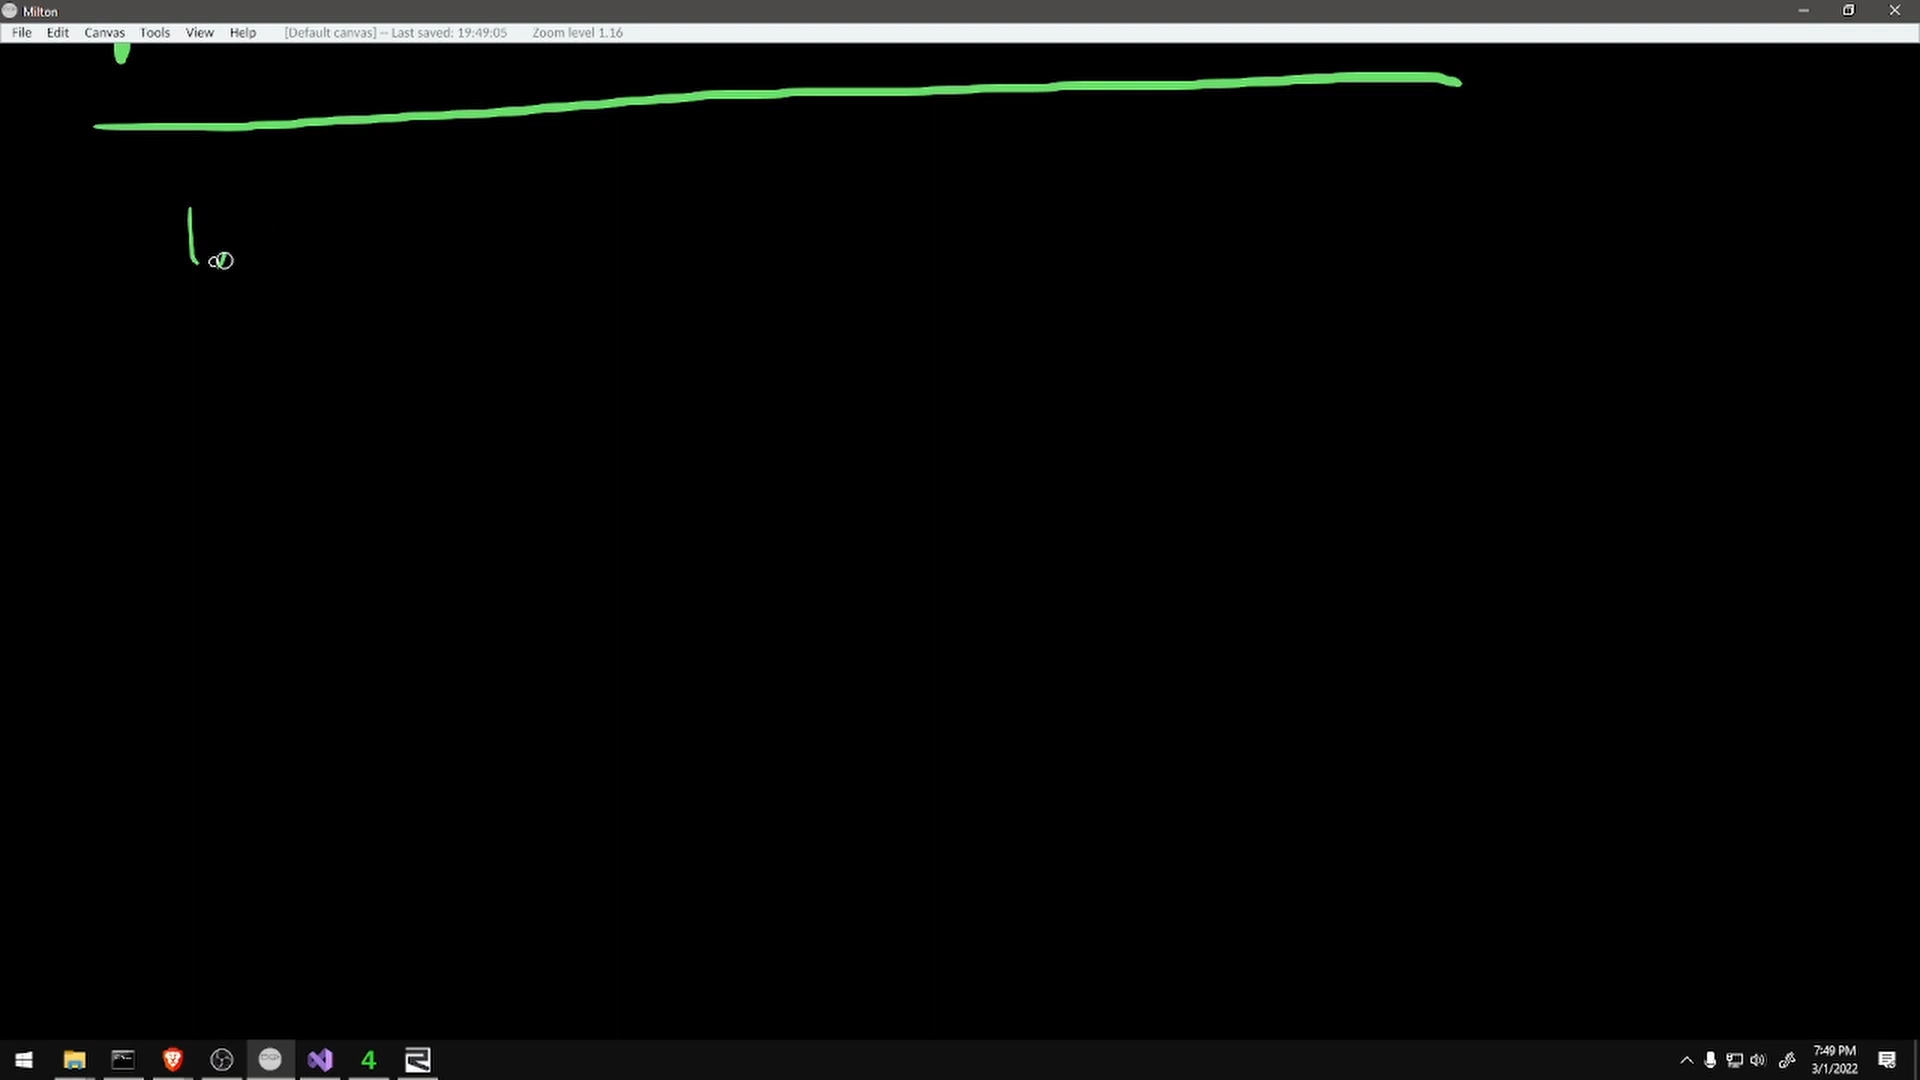 Milton
File Edit Canvas Tools View Help [Default canvas] -- Last saved: 19:49:05 Zoom level 1.16
4
7:49 PM
3/1/2022